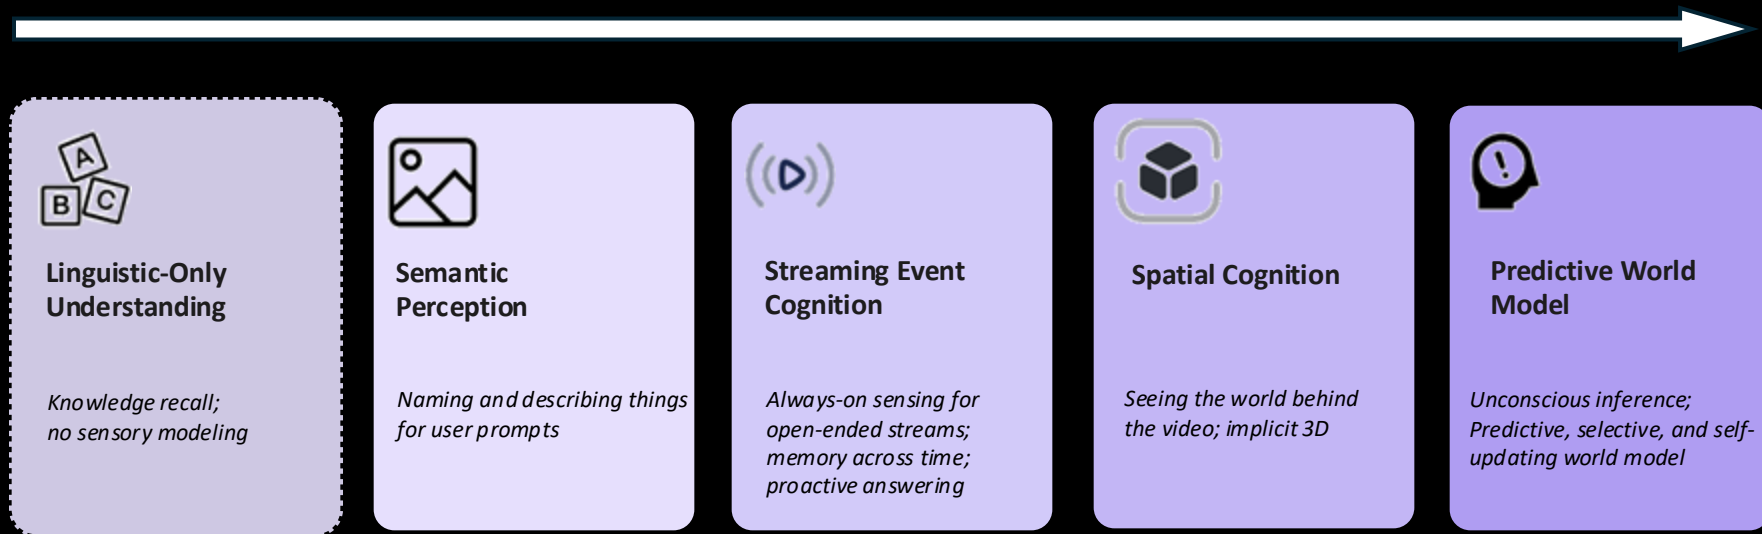 A
B C
Linguistic-Only
Understanding
Knowledge recall;
no sensory modeling
Semantic
Perception
Naming and describing things
for user prompts
Streaming Event
Cognition
Always-on sensing for
open-ended streams;
memory across time;
proactive answering
Spatial Cognition
Seeing the world behind
the video; implicit 3D
!
Predictive World
Model
Unconscious inference;
Predictive, selective, and self-
updating world model